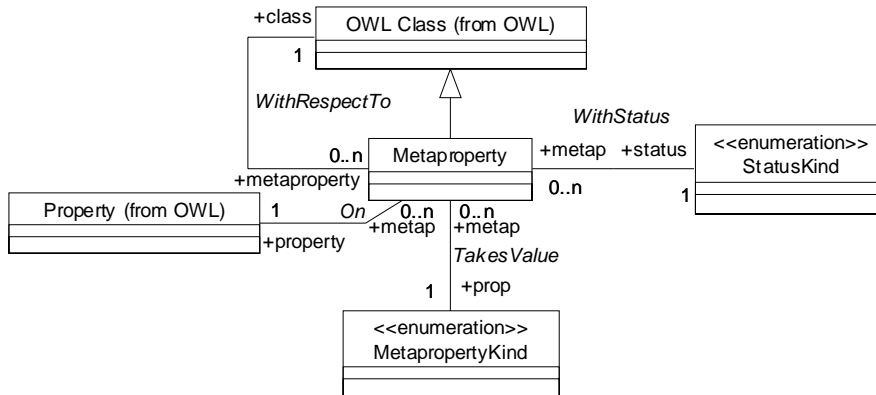 +class
OWL Class (from OWL)
1
WithRespectTo
WithStatus
0..n
Metaproperty
+metap
+status
<<enumeration>>
StatusKind
+metaproperty
0..n
1
Property (from OWL)
1
On
0..n
0..n
+property
+metap
+metap
TakesValue
1
+prop
<<enumeration>>
MetapropertyKind